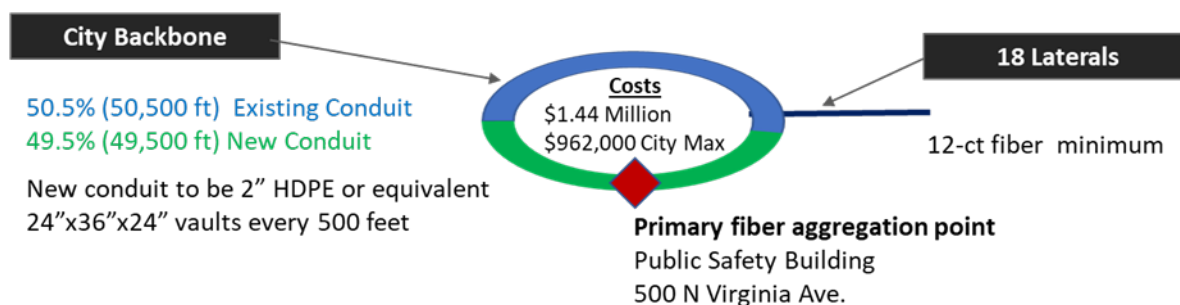 City Backbone
50.5% (50,500 ft)  Existing Conduit
49.5% (49,500 ft) New Conduit
New conduit to be 2” HDPE or equivalent
24”x36”x24” vaults every 500 feet
Costs
$1.44 Million
$962,000 City Max
18 Laterals
12-ct fiber  minimum
Primary fiber aggregation point
Public Safety Building
500 N Virginia Ave.